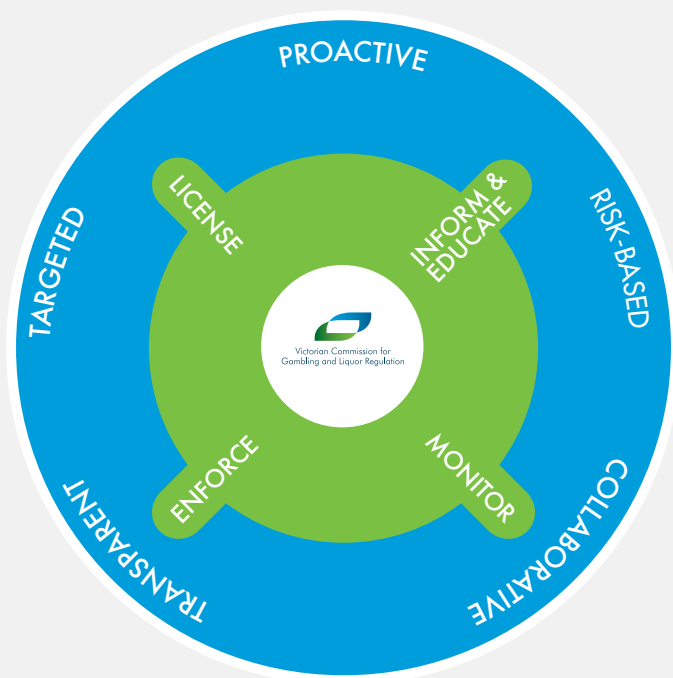 PROACTIVE
LICENSE
INFORM &
EDUCATE
TARGETED
RISK-BASED
Victorian Commission for
Gambling and Liquor Regulation
ENFORCE
MONITOR
TRANSPARENT
COLLABORATIVE